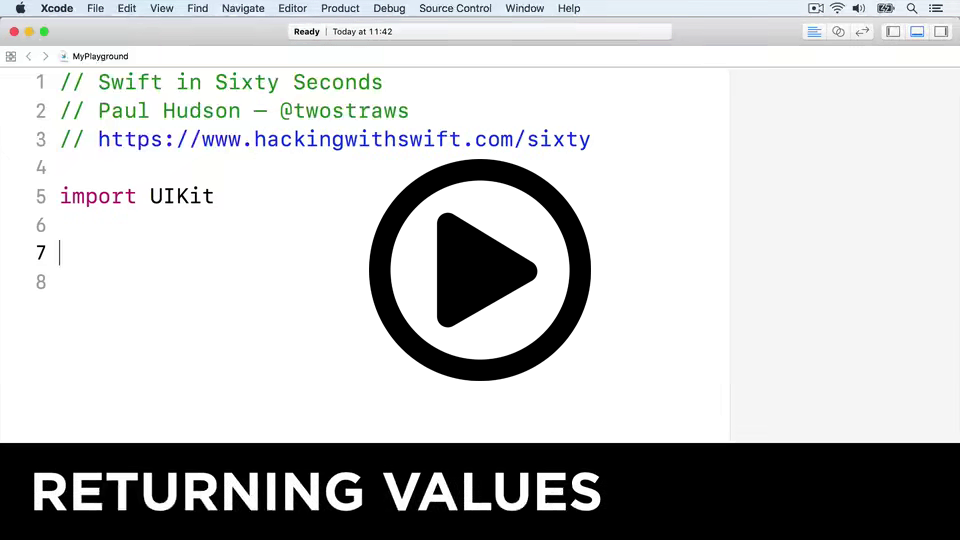 Xcode File Edit View Find Navigate Editor Product Debug Source Control Window Help
Ready | Today at 11:42
MyPlayground
1 // Swift in Sixty Seconds
2 // Paul Hudson — @twostraws
3 // https://www.hackingwithswift.com/sixty
4
5 import UIKit
6
7
8
RETURNING VALUES